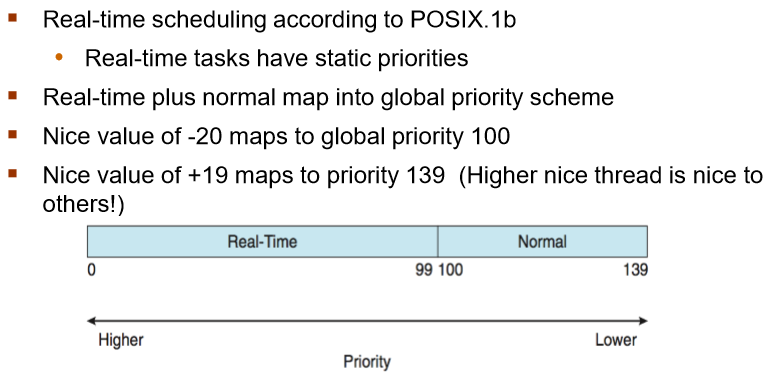 Real-time scheduling according to POSIX.1b
Real-time tasks have static priorities
Real-time plus normal map into global priority scheme
Nice value of -20 maps to global priority 100
Nice value of +19 maps to priority 139  (Higher nice thread is nice to
others!)
Real-Time Normal
0 99 100 139
Higher Lower
Priority